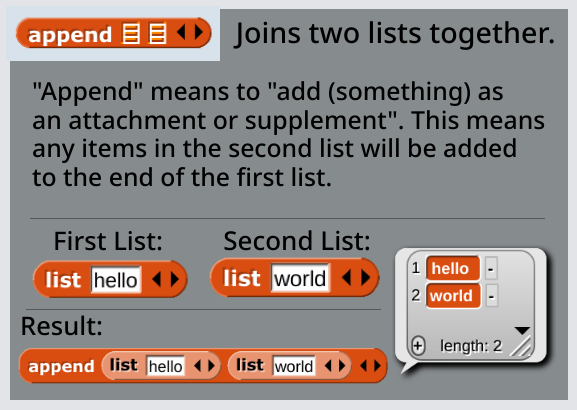 append Joins two lists together.
"Append" means to "add (something) as
an attachment or supplement". This means
any items in the second list will be added
to the end of the first list.
First List: Second List:
list hello list world
Result:
append list hello list world
1 hello -
2 world -
+ length: 2